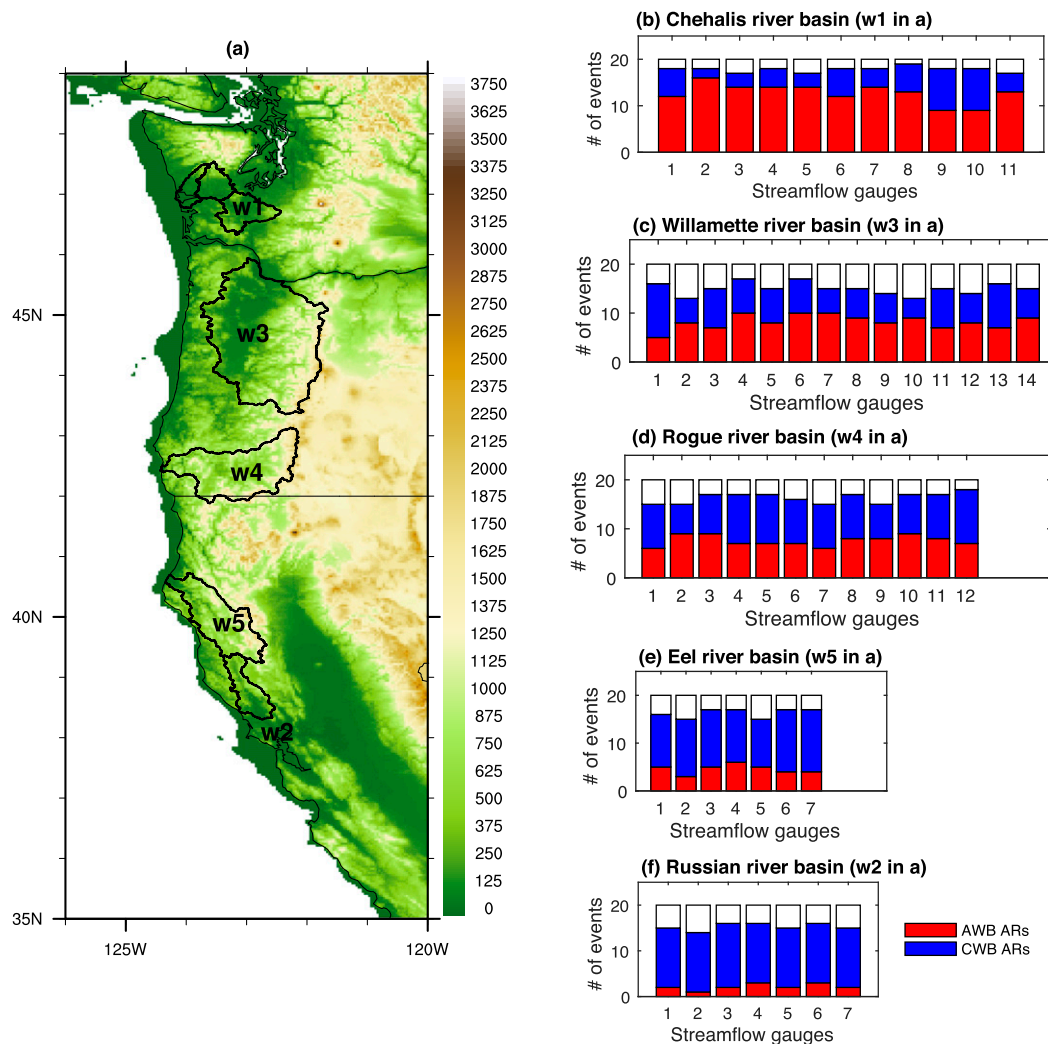 (a)
45N
40N
35N
125W
120W
w1
w3
w4
w5
w2
3750
3625
3500
3375
3250
3125
3000
2875
2750
2625
2500
2375
2250
2125
2000
1875
1750
1625
1500
1375
1250
1125
1000
875
750
625
500
375
250
125
0
(b) Chehalis river basin (w1 in a)
# of events
20
10
0
1 2 3 4 5 6 7 8 9 10 11
Streamflow gauges
(c) Willamette river basin (w3 in a)
# of events
20
10
0
1 2 3 4 5 6 7 8 9 10 11 12 13 14
Streamflow gauges
(d) Rogue river basin (w4 in a)
# of events
20
10
0
1 2 3 4 5 6 7 8 9 10 11 12
Streamflow gauges
(e) Eel river basin (w5 in a)
# of events
20
10
0
1 2 3 4 5 6 7
Streamflow gauges
(f) Russian river basin (w2 in a)
# of events
20
10
0
1 2 3 4 5 6 7
Streamflow gauges
AWB ARs
CWB ARs